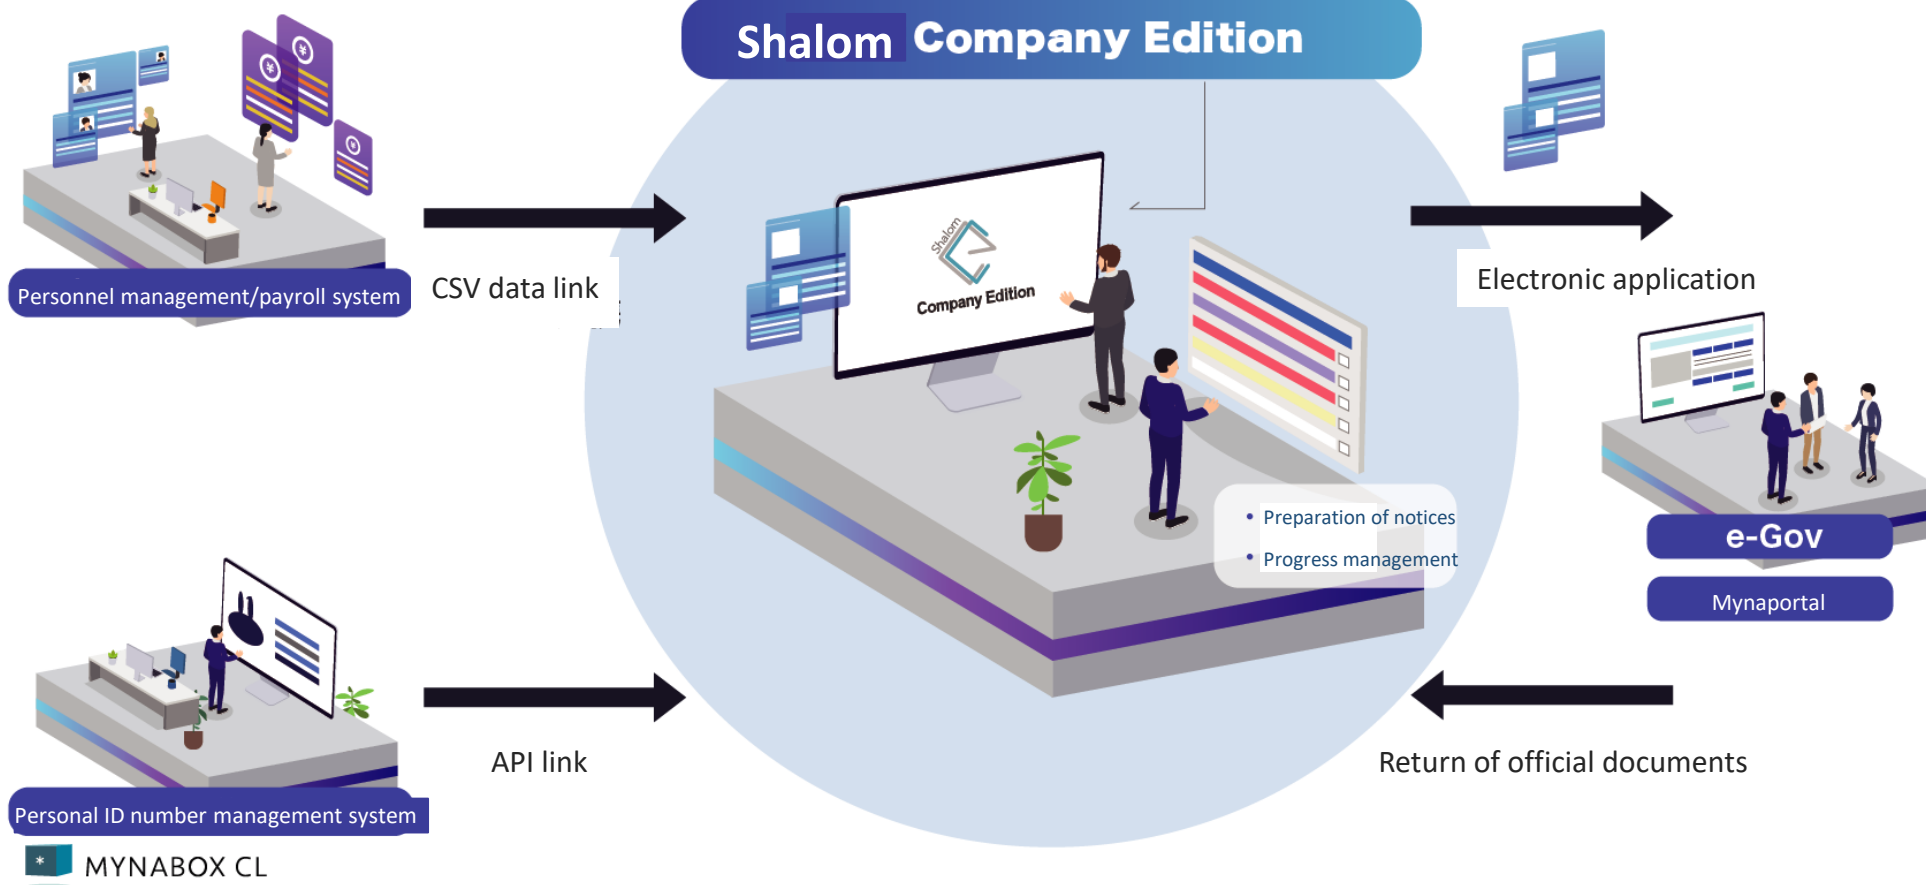 Shalom Company Edition
Personnel management/payroll system
CSV data link
Shalom
Company Edition
Electronic application
• Preparation of notices
• Progress management
e-Gov
Mynaportal
API link
Return of official documents
Personal ID number management system
* MYNABOX CL